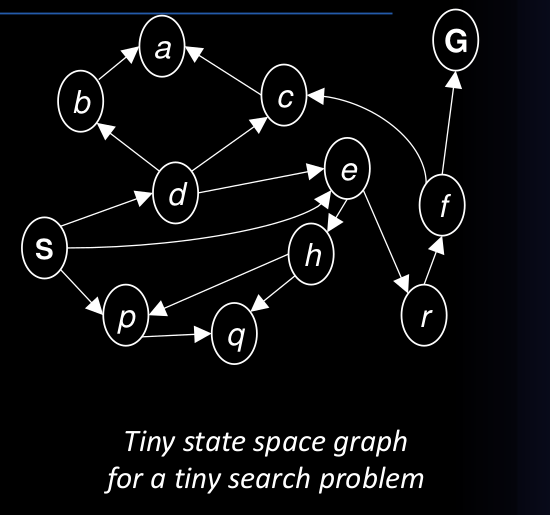 a
G
b
c
e
d
f
S
h
p
q
r
Tiny state space graph
for a tiny search problem